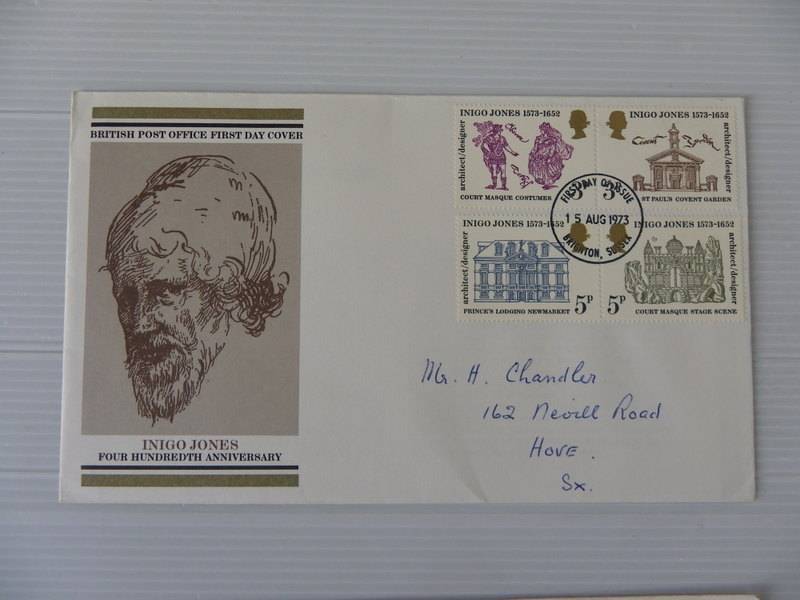 BRITISH POST OFFICE FIRST DAY COVER
INIGO JONES
FOUR HUNDREDTH ANNIVERSARY
INIGO JONES 1573-1652
architect/designer
COURT MASQUE COSTUMES
3P
INIGO JONES 1573-1652
architect/designer
Covent Garden
3P
ST PAUL'S COVENT GARDEN
FIRST DAY OF ISSUE
15 AUG 1973
BRIGHTON, SUSSEX
INIGO JONES 1573-1652
architect/designer
5P
PRINCE'S LODGING NEWMARKET
INIGO JONES 1573-1652
architect/designer
5P
COURT MASQUE STAGE SCENE
Mr. H. Chandler
162 Nevill Road
HOVE.
Sx.